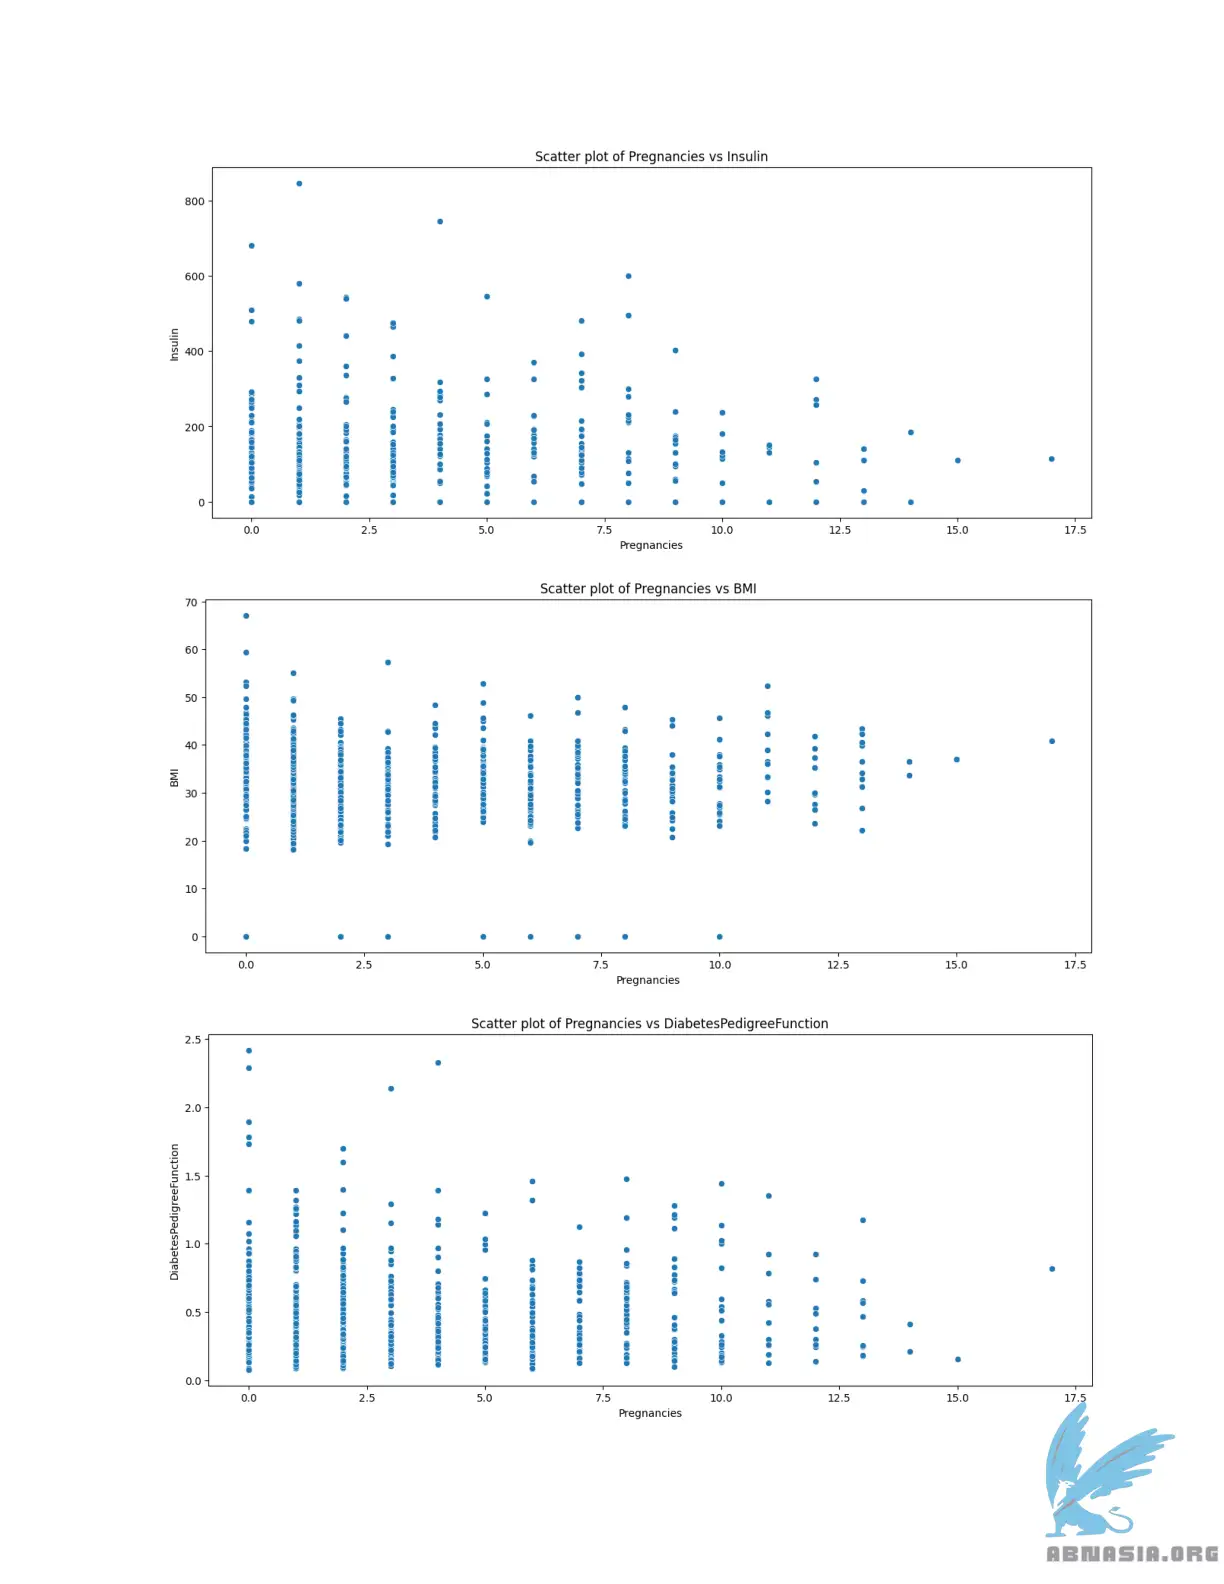 Scatter plot of Pregnancies vs Insulin
800
600
400
200
0
Insulin
0.0 2.5 5.0 7.5 10.0 12.5 15.0 17.5
Pregnancies
Scatter plot of Pregnancies vs BMI
70
60
50
40
30
20
10
0
BMI
0.0 2.5 5.0 7.5 10.0 12.5 15.0 17.5
Pregnancies
Scatter plot of Pregnancies vs DiabetesPedigreeFunction
2.5
2.0
1.5
1.0
0.5
0.0
DiabetesPedigreeFunction
0.0 2.5 5.0 7.5 10.0 12.5 15.0 17.5
Pregnancies
ABNASIA.ORG